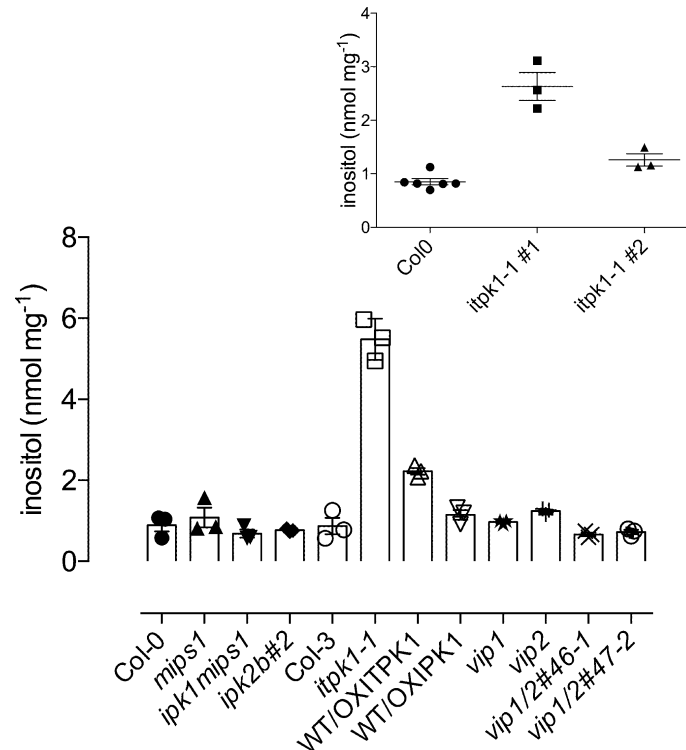 4
3
2
1
0
inositol (nmol mg-1)
Col0
itpk1-1 #1
itpk1-1 #2
8
6
4
2
0
inositol (nmol mg-1)
Col-0
mips1
ipk1mips1
ipk2b#2
Col-3
itpk1-1
WT/OXITPK1
WT/OXIPK1
vip1
vip2
vip1/2#46-1
vip1/2#47-2